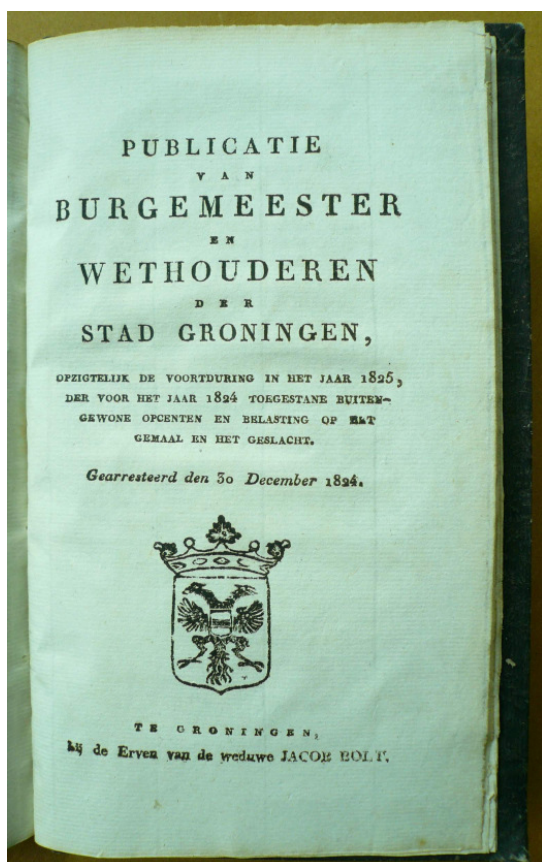 PUBLICATIE
VAN
BURGEMEESTER
EN
WETHOUDEREN
DER
STAD GRONINGEN,
OPZIGTELIJK DE VOORTDURING IN HET JAAR 1825,
DER VOOR HET JAAR 1824 TOEGESTANE BUITEN-
GEWONE OPCENTEN EN BELASTING OP HET
GEMAAL EN HET GESLACHT.
Gearresteerd den 30 December 1824.
TE GRONINGEN,
bij de Erven van de weduwe JACOB BOLT.